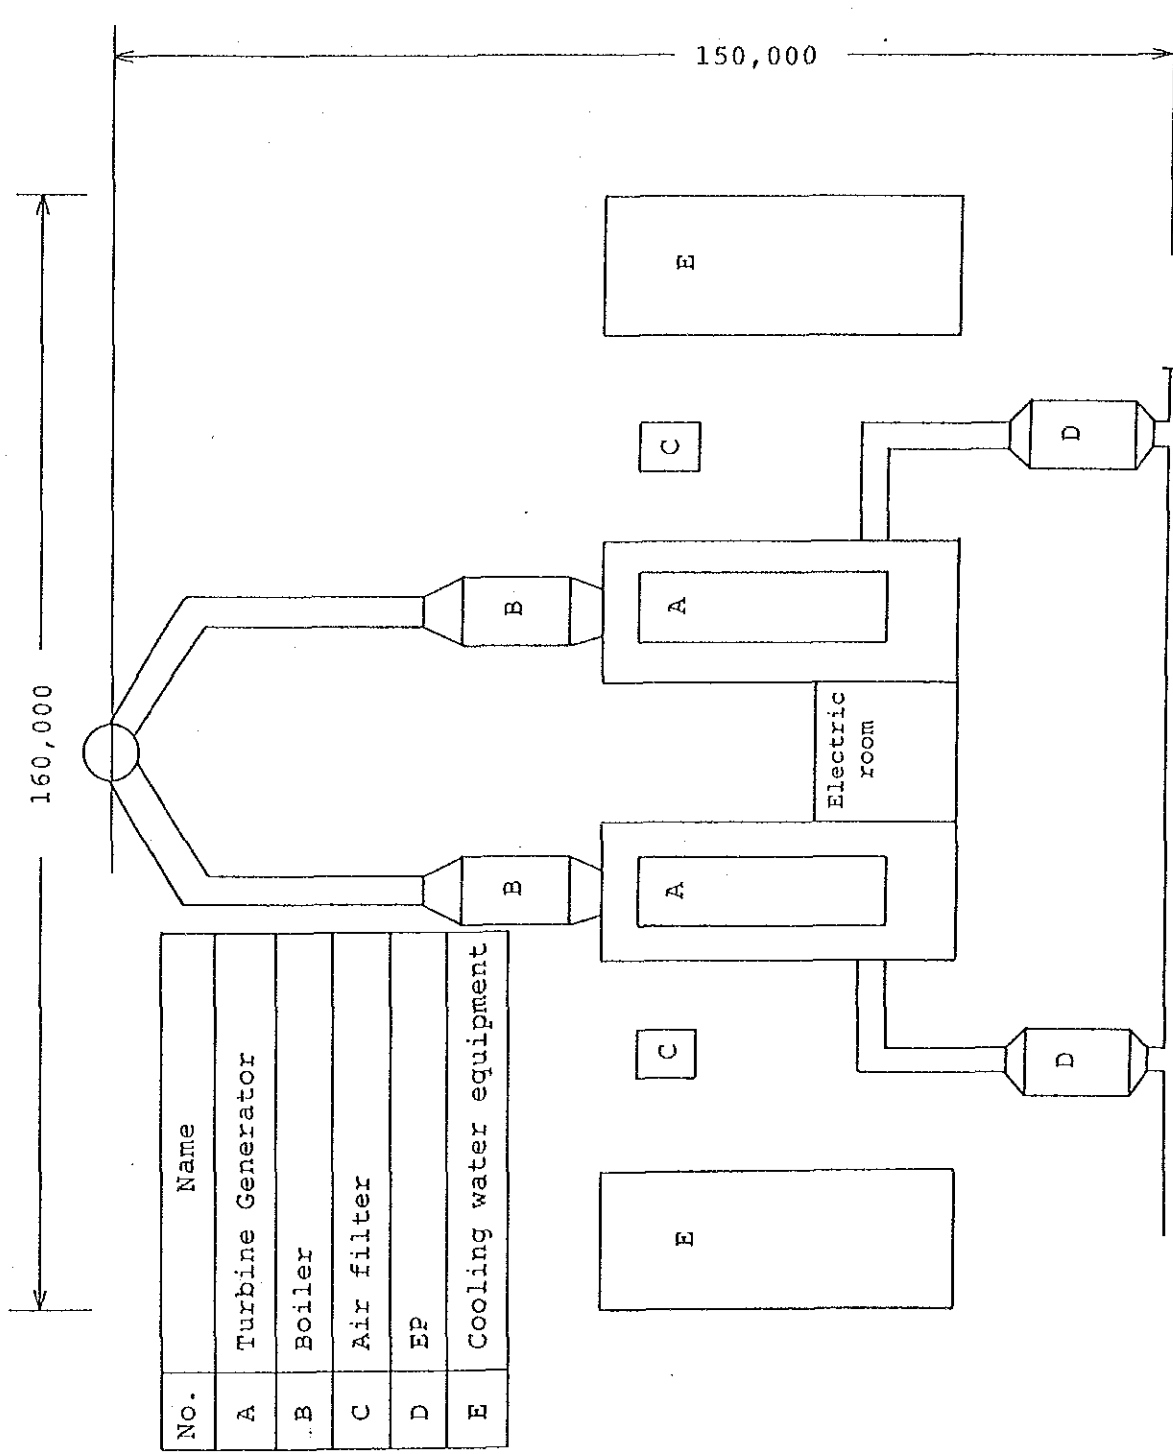 160,000
150,000
No. Name
A Turbine Generator
B Boiler
C Air filter
D EP
E Cooling water equipment
B
B
E
C
A
A
C
E
Electric
room
D
D